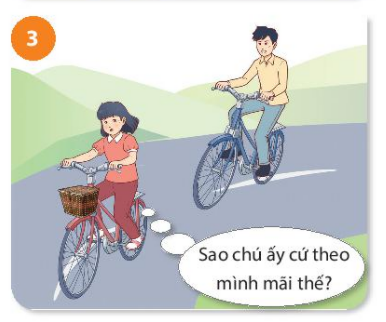 3
Sao chú ấy cứ theo
mình mãi thế?